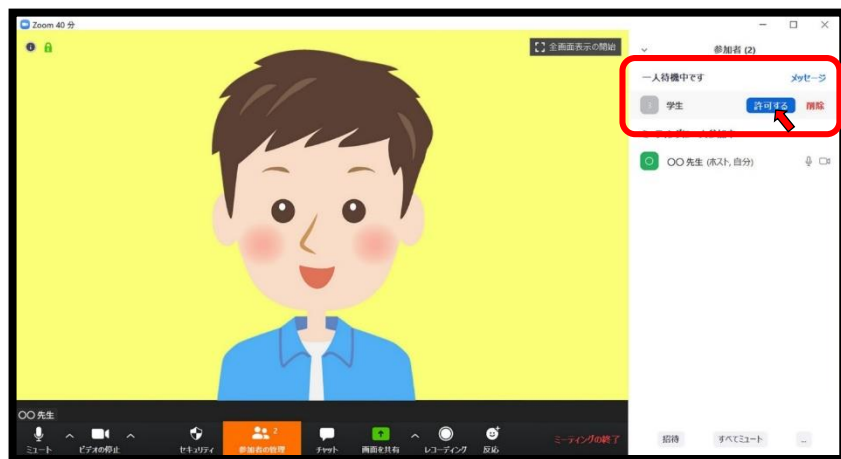 Zoom 40 分
全画面表示の開始
参加者 (2)
一人待機中です メッセージ
学生 許可する 削除
〇〇 先生 (ホスト, 自分)
〇〇 先生
ミュート ビデオの停止 セキュリティ 参加者の管理 2 チャット 画面を共有 レコーディング 反応 ミーティングの終了
招待 すべてミュート ...